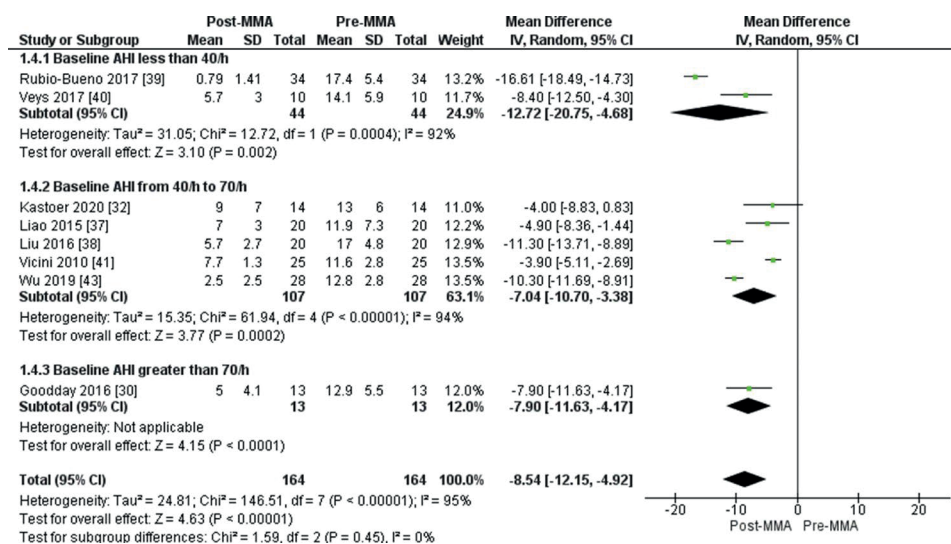 Post-MMA Pre-MMA Mean Difference Mean Difference
Study or Subgroup Mean SD Total Mean SD Total Weight IV, Random, 95% CI IV, Random, 95% CI
1.4.1 Baseline AHI less than 40/h
Rubio-Bueno 2017 [39] 0.79 1.41 34 17.4 5.4 34 13.2% -16.61 [-18.49, -14.73]
Veys 2017 [40] 5.7 3 10 14.1 5.9 10 11.7% -8.40 [-12.50, -4.30]
Subtotal (95% CI) 44 44 24.9% -12.72 [-20.75, -4.68]
Heterogeneity: Tau² = 31.05; Chi² = 12.72, df = 1 (P = 0.0004); I² = 92%
Test for overall effect: Z = 3.10 (P = 0.002)
1.4.2 Baseline AHI from 40/h to 70/h
Kastoer 2020 [32] 9 7 14 13 6 14 11.0% -4.00 [-8.83, 0.83]
Liao 2015 [37] 7 3 20 11.9 7.3 20 12.2% -4.90 [-8.36, -1.44]
Liu 2016 [38] 5.7 2.7 20 17 4.8 20 12.9% -11.30 [-13.71, -8.89]
Vicini 2010 [41] 7.7 1.3 25 11.6 2.8 25 13.5% -3.90 [-5.11, -2.69]
Wu 2019 [43] 2.5 2.5 28 12.8 2.8 28 13.5% -10.30 [-11.69, -8.91]
Subtotal (95% CI) 107 107 63.1% -7.04 [-10.70, -3.38]
Heterogeneity: Tau² = 15.35; Chi² = 61.94, df = 4 (P < 0.00001); I² = 94%
Test for overall effect: Z = 3.77 (P = 0.0002)
1.4.3 Baseline AHI greater than 70/h
Goodday 2016 [30] 5 4.1 13 12.9 5.5 13 12.0% -7.90 [-11.63, -4.17]
Subtotal (95% CI) 13 13 12.0% -7.90 [-11.63, -4.17]
Heterogeneity: Not applicable
Test for overall effect: Z = 4.15 (P < 0.0001)
Total (95% CI) 164 164 100.0% -8.54 [-12.15, -4.92]
Heterogeneity: Tau² = 24.81; Chi² = 146.51, df = 7 (P < 0.00001); I² = 95%
Test for overall effect: Z = 4.63 (P < 0.00001)
Test for subgroup differences: Chi² = 1.59, df = 2 (P = 0.45), I² = 0%
-20 -10 0 10 20
Post-MMA Pre-MMA